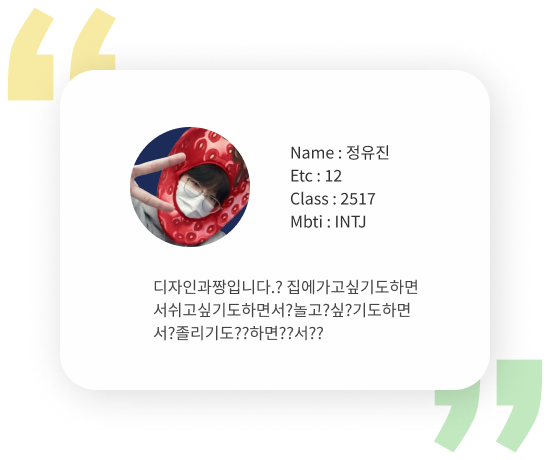 Name : 정유진
Etc : 12
Class : 2517
Mbti : INTJ
디자인과짱입니다.? 집에가고싶기도하면
서쉬고싶기도하면서?놀고?싶?기도하면
서?졸리기도??하면??서??